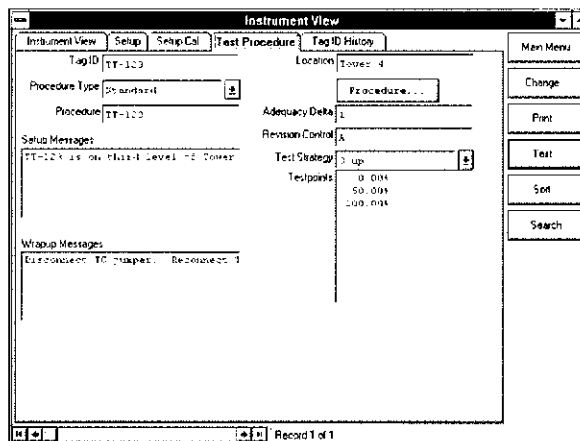 Instrument View
Instrument View Setup Setup Cal Test Procedure Tag ID History
Tag ID TT-123
Location Tower 4
Procedure Type Standard
Procedure...
Procedure TT-123
Adequacy Delta 1
Revision Control A
Setup Messages
TT-123 is on third level of Tower
Test Strategy 3 up
Testpoints
0.00%
50.00%
100.00%
Wrapup Messages
Disconnect TC jumper. Reconnect
Main Menu
Change
Print
Test
Sort
Search
Record 1 of 1